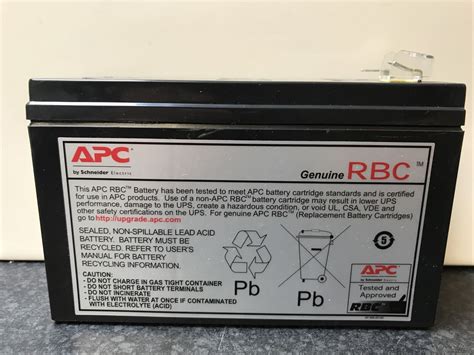 APC
by Schneider Electric
Genuine RBC™
This APC RBC™ Battery has been tested to meet APC battery cartridge standards and is certified
for use in APC products. Use of a non-APC RBC™ battery cartridge may result in lower UPS
performance, damage to the UPS, create a hazardous condition, or void UL, CSA, VDE and
other safety certifications on the UPS. For genuine APC RBC™ (Replacement Battery Cartridges)
go to http://upgrade.apc.com
SEALED, NON-SPILLABLE LEAD ACID
BATTERY. BATTERY MUST BE
RECYCLED. REFER TO USER'S
MANUAL FOR BATTERY
CAUTION:
- DO NOT CHARGE IN GAS TIGHT CONTAINER
- DO NOT SHORT BATTERY TERMINALS
- DO NOT INCINERATE
- FLUSH WITH WATER AT ONCE IF CONTACTED
WITH ELECTROLYTE (ACID)
Pb
Pb
5
APC
by Schneider Electric
Tested and Approved
RBC